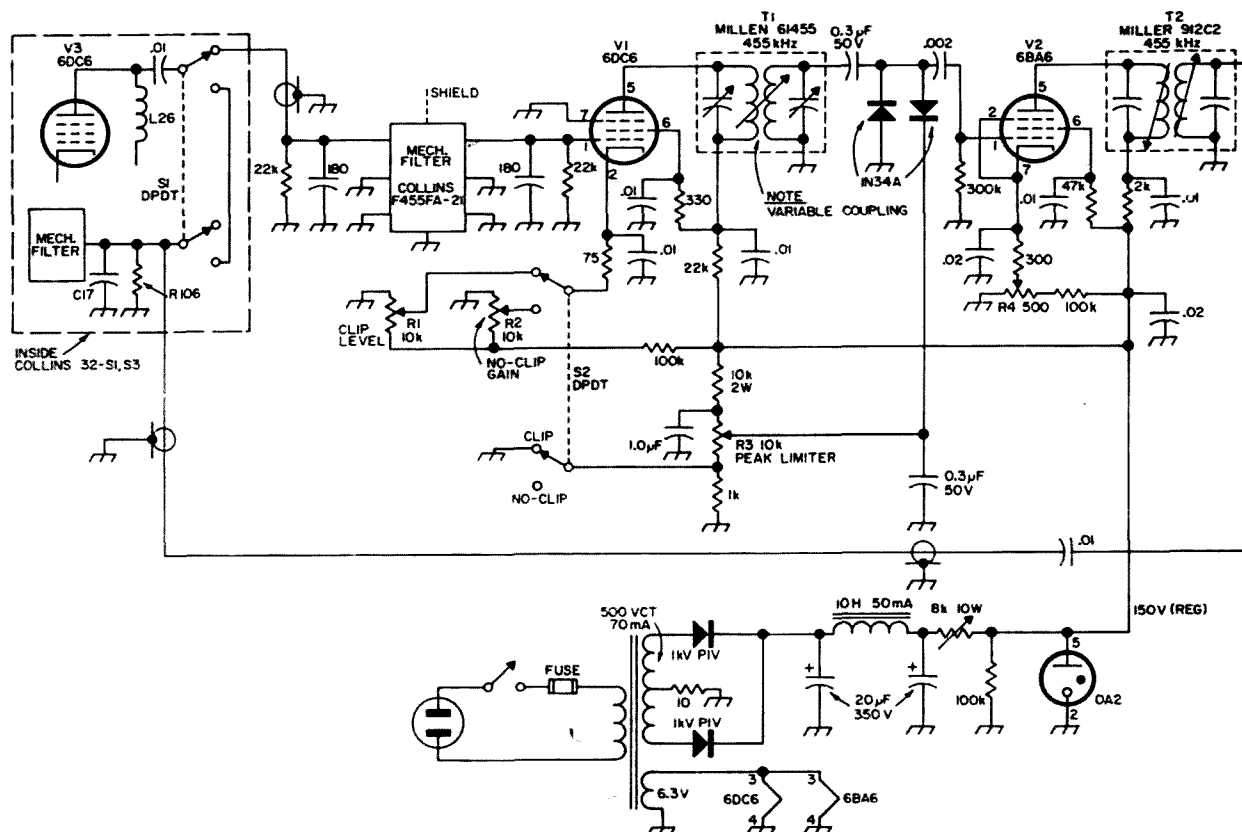 V3
6DC6
.01
L26
S1
DPDT
MECH.
FILTER
C17
R106
INSIDE
COLLINS 32-S1,S3
22k
180
SHIELD
MECH.
FILTER
COLLINS
F455FA-21
180
22k
V1
6DC6
5
7
6
1
2
.01
330
75
.01
22k
.01
T1
MILLEN 61455
455 kHz
NOTE
VARIABLE COUPLING
0.3µF
50V
.002
IN34A
300k
V2
6BA6
5
2
6
1
7
.01
47k
2k
.01
.02
300
R4 500
100k
.02
T2
MILLER 912C2
455 kHz
CLIP
LEVEL
R1
10k
R2
10k
NO-CLIP
GAIN
S2
DPDT
100k
10k
2W
1.0µF
R3 10k
PEAK LIMITER
CLIP
NO-CLIP
1k
0.3µF
50V
.01
150V (REG)
500 VCT
70mA
1kV PIV
FUSE
10
1kV PIV
10H 50mA
8k 10W
+
+
20µF
350V
100k
5
OA2
2
6.3V
3
6DC6
4
3
6BA6
4